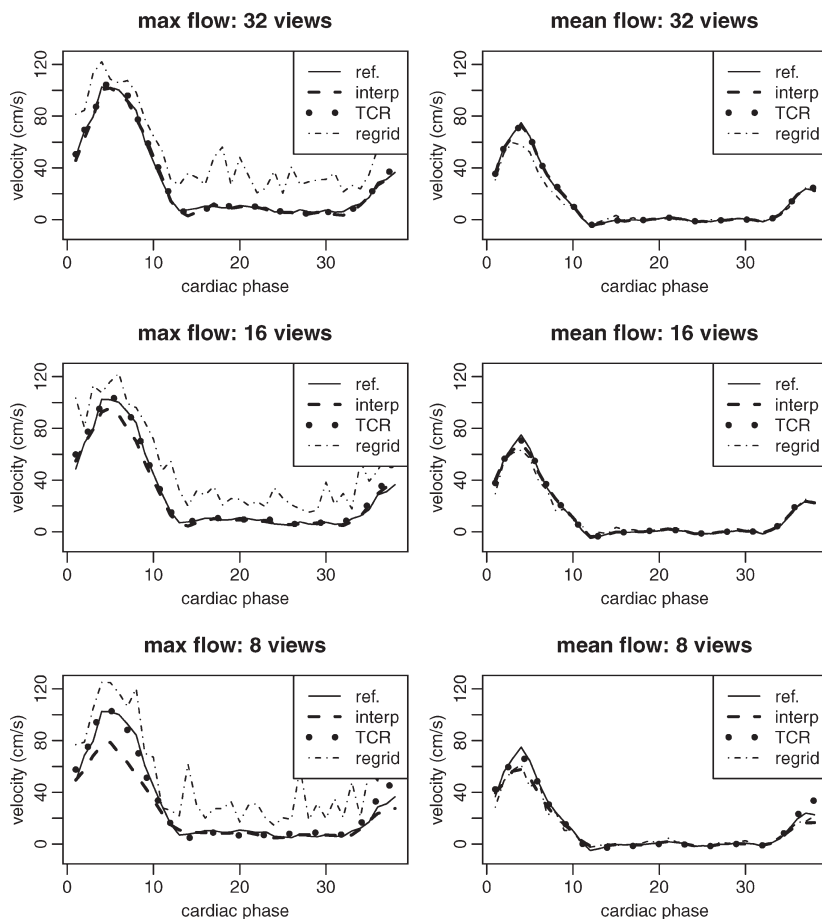 max flow: 32 views
velocity (cm/s)
120
80
40
0
ref.
interp
TCR
regrid
0 10 20 30
cardiac phase
mean flow: 32 views
velocity (cm/s)
120
80
40
0
ref.
interp
TCR
regrid
0 10 20 30
cardiac phase
max flow: 16 views
velocity (cm/s)
120
80
40
0
ref.
interp
TCR
regrid
0 10 20 30
cardiac phase
mean flow: 16 views
velocity (cm/s)
120
80
40
0
ref.
interp
TCR
regrid
0 10 20 30
cardiac phase
max flow: 8 views
velocity (cm/s)
120
80
40
0
ref.
interp
TCR
regrid
0 10 20 30
cardiac phase
mean flow: 8 views
velocity (cm/s)
120
80
40
0
ref.
interp
TCR
regrid
0 10 20 30
cardiac phase